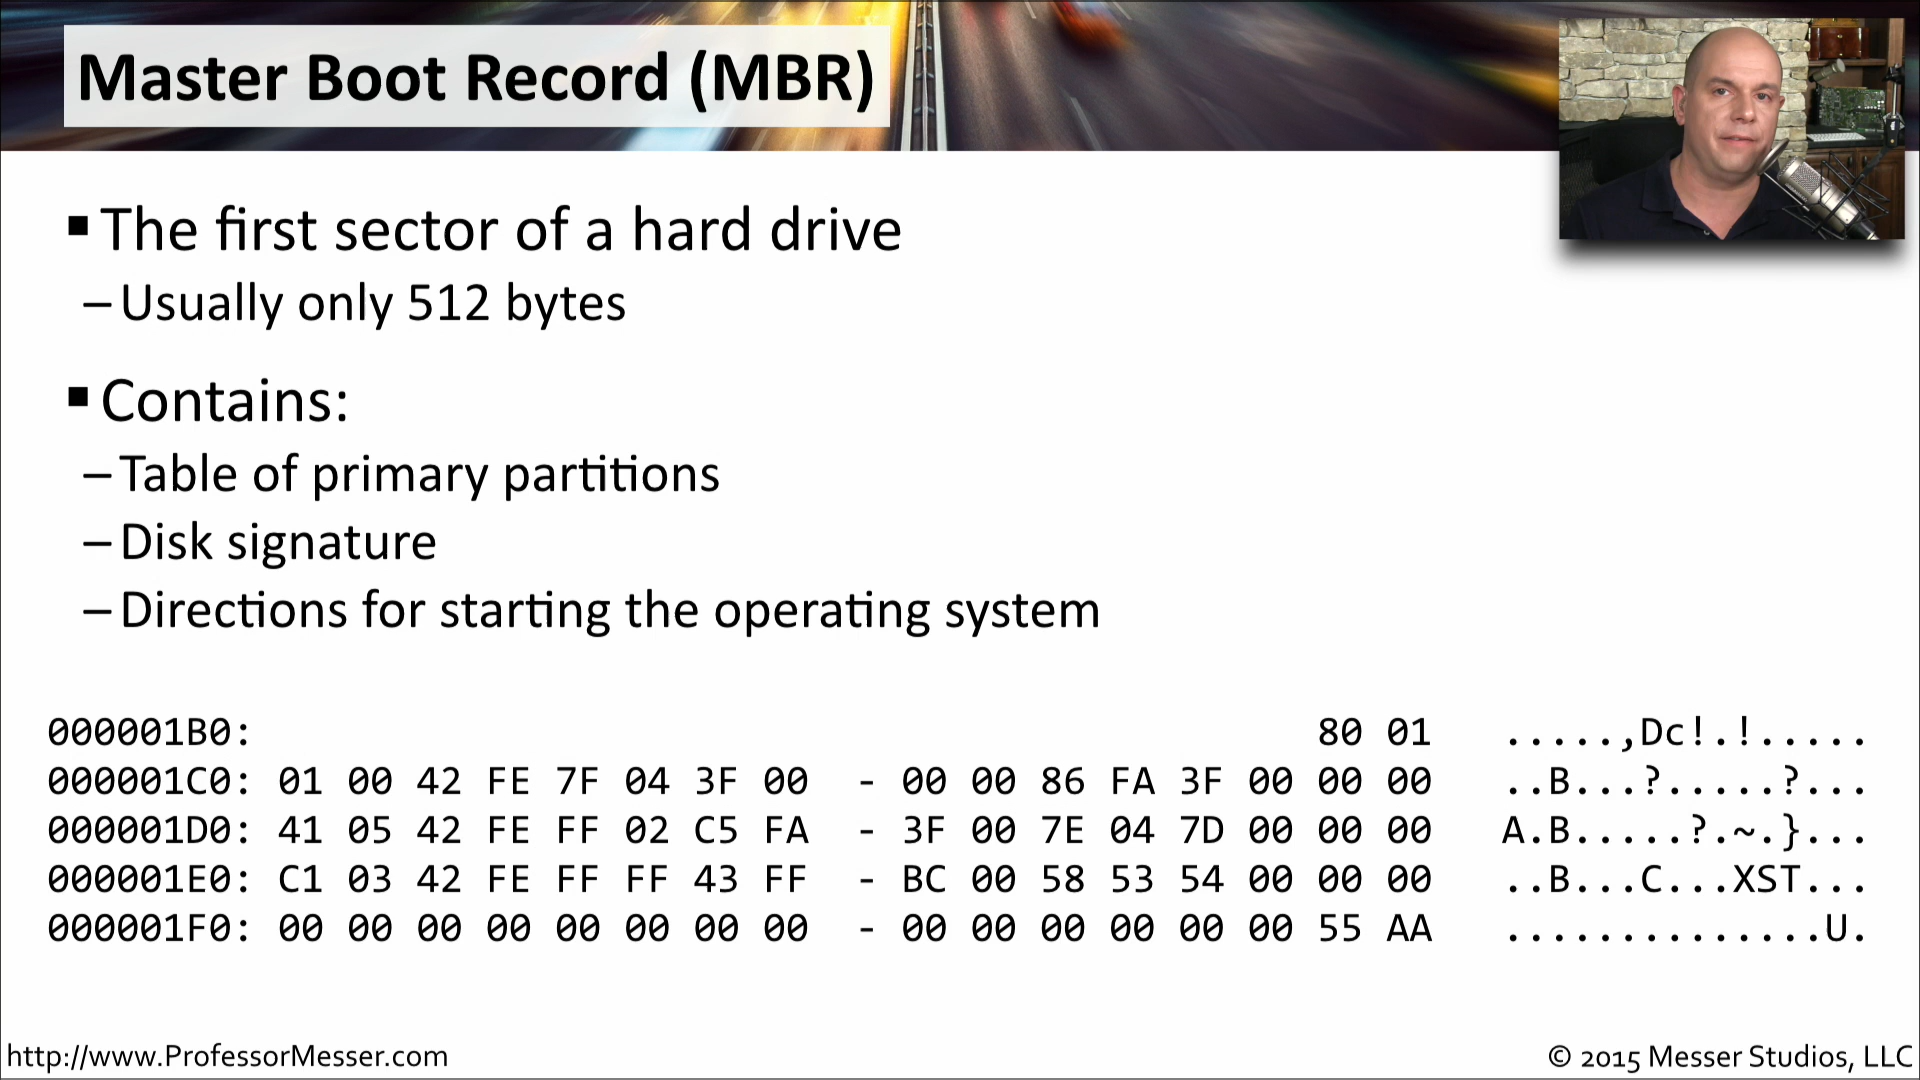 Master Boot Record (MBR)
▪ The first sector of a hard drive
– Usually only 512 bytes
▪ Contains:
– Table of primary partitions
– Disk signature
– Directions for starting the operating system
000001B0: 80 01 .....,Dc!.!.....
000001C0: 01 00 42 FE 7F 04 3F 00 - 00 00 86 FA 3F 00 00 00 ..B...?.....?...
000001D0: 41 05 42 FE FF 02 C5 FA - 3F 00 7E 04 7D 00 00 00 A.B.....?.~.}...
000001E0: C1 03 42 FE FF FF 43 FF - BC 00 58 53 54 00 00 00 ..B...C...XST...
000001F0: 00 00 00 00 00 00 00 00 - 00 00 00 00 00 00 55 AA ..............U.
http://www.ProfessorMesser.com
© 2015 Messer Studios, LLC